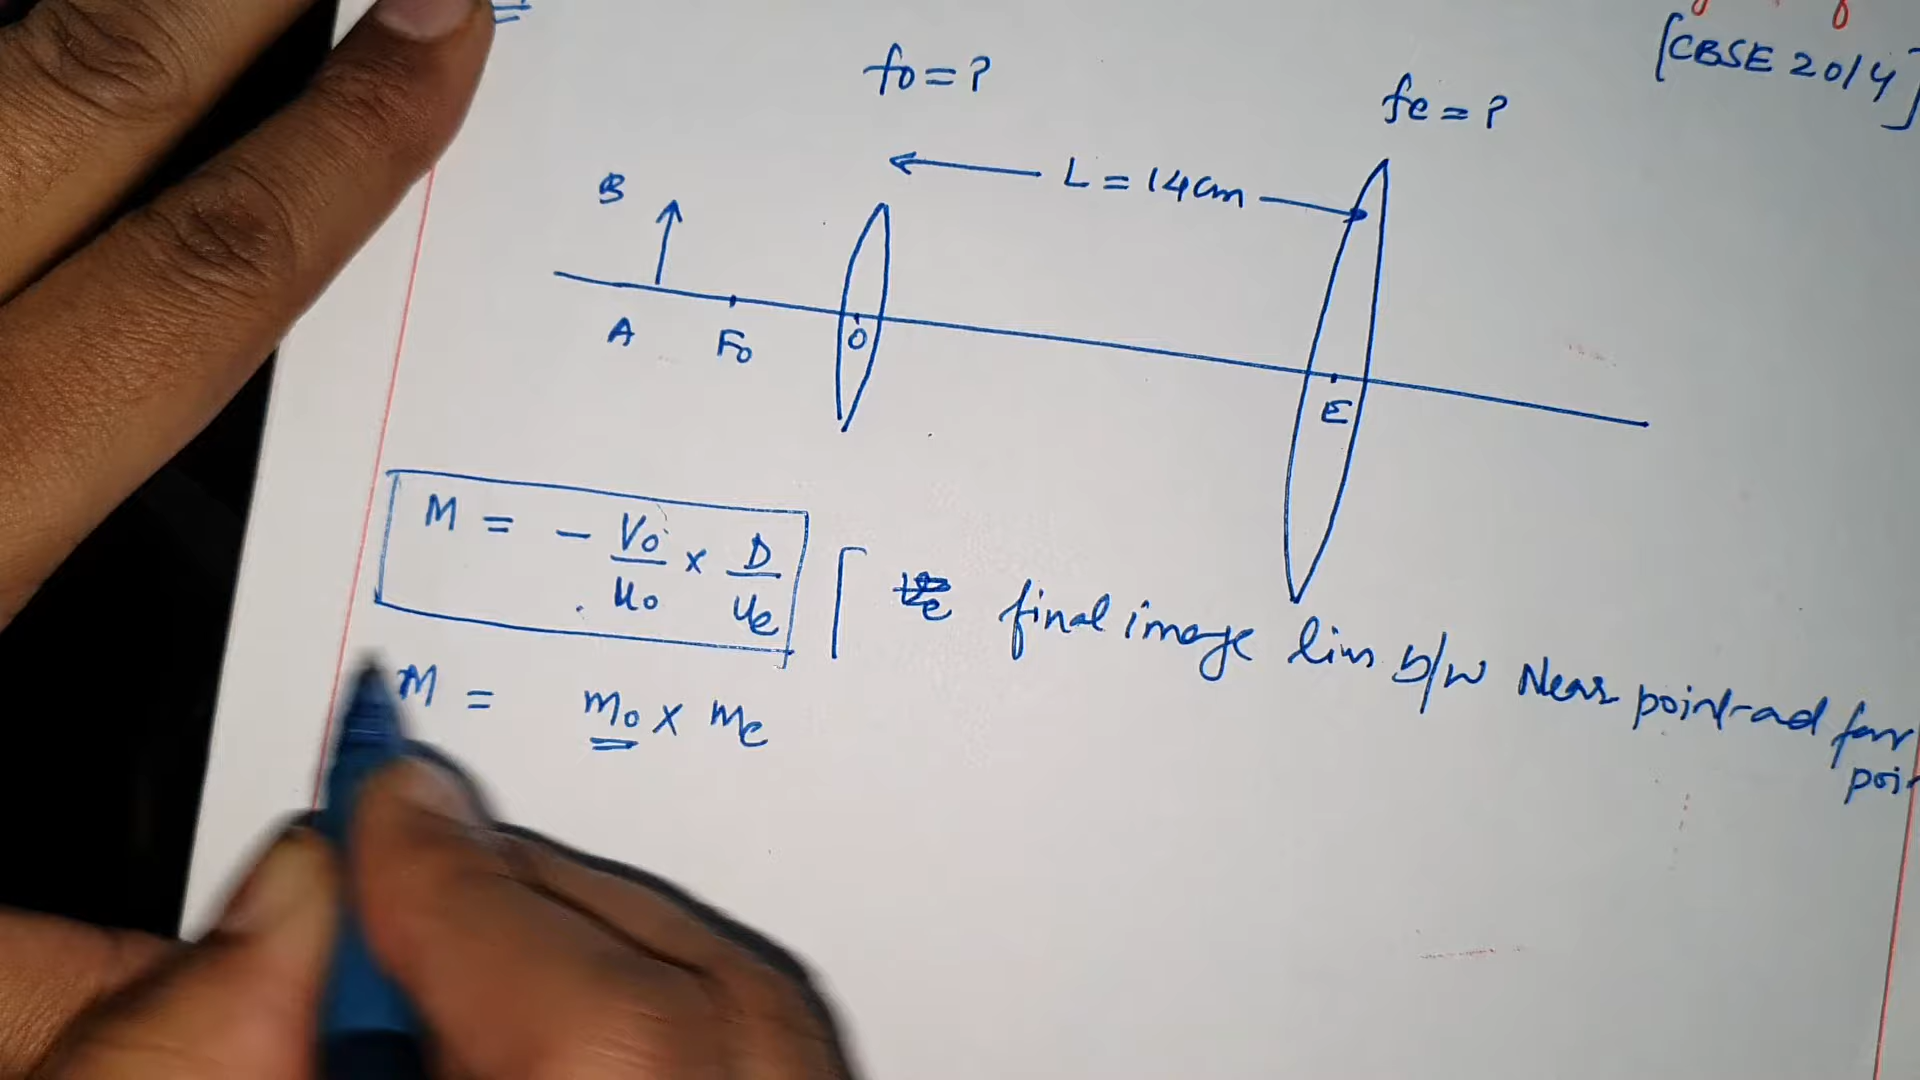 [CBSE 2014]
fo = ?
fe = ?
L = 14cm
B
A
Fo
O
E
M = - Vo/uo × D/ue
final image lies b/w Near point and far
poi
M = mo × me